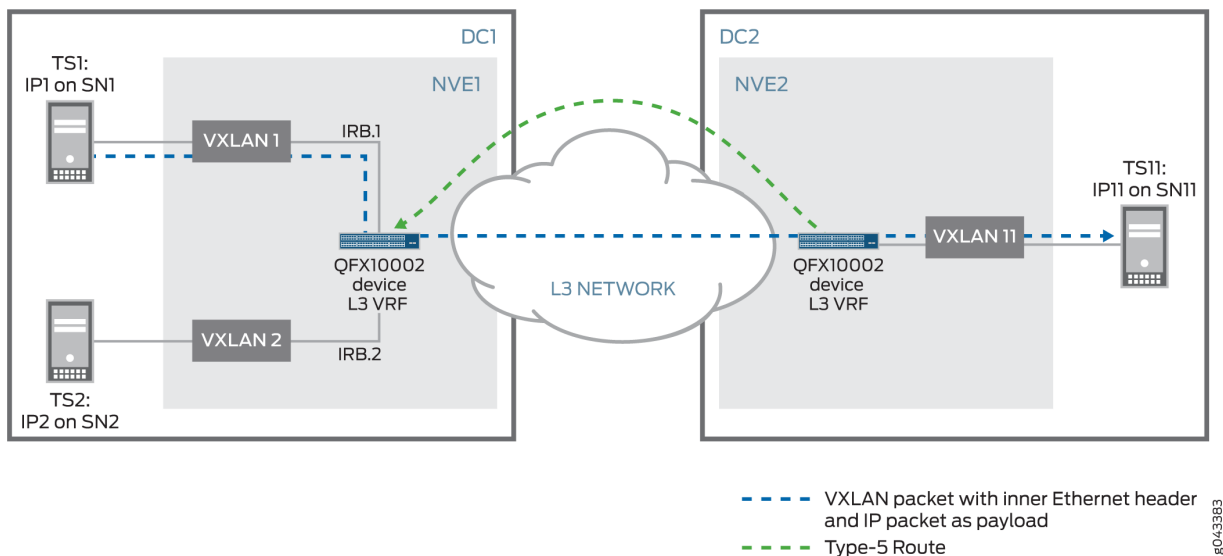 DC1
NVE1
TS1:
IP1 on SN1
VXLAN 1
IRB.1
QFX10002
device
L3 VRF
VXLAN 2
IRB.2
TS2:
IP2 on SN2
L3 NETWORK
DC2
NVE2
QFX10002
device
L3 VRF
VXLAN 11
TS11:
IP11 on SN11
VXLAN packet with inner Ethernet header
and IP packet as payload
Type-5 Route
g043383